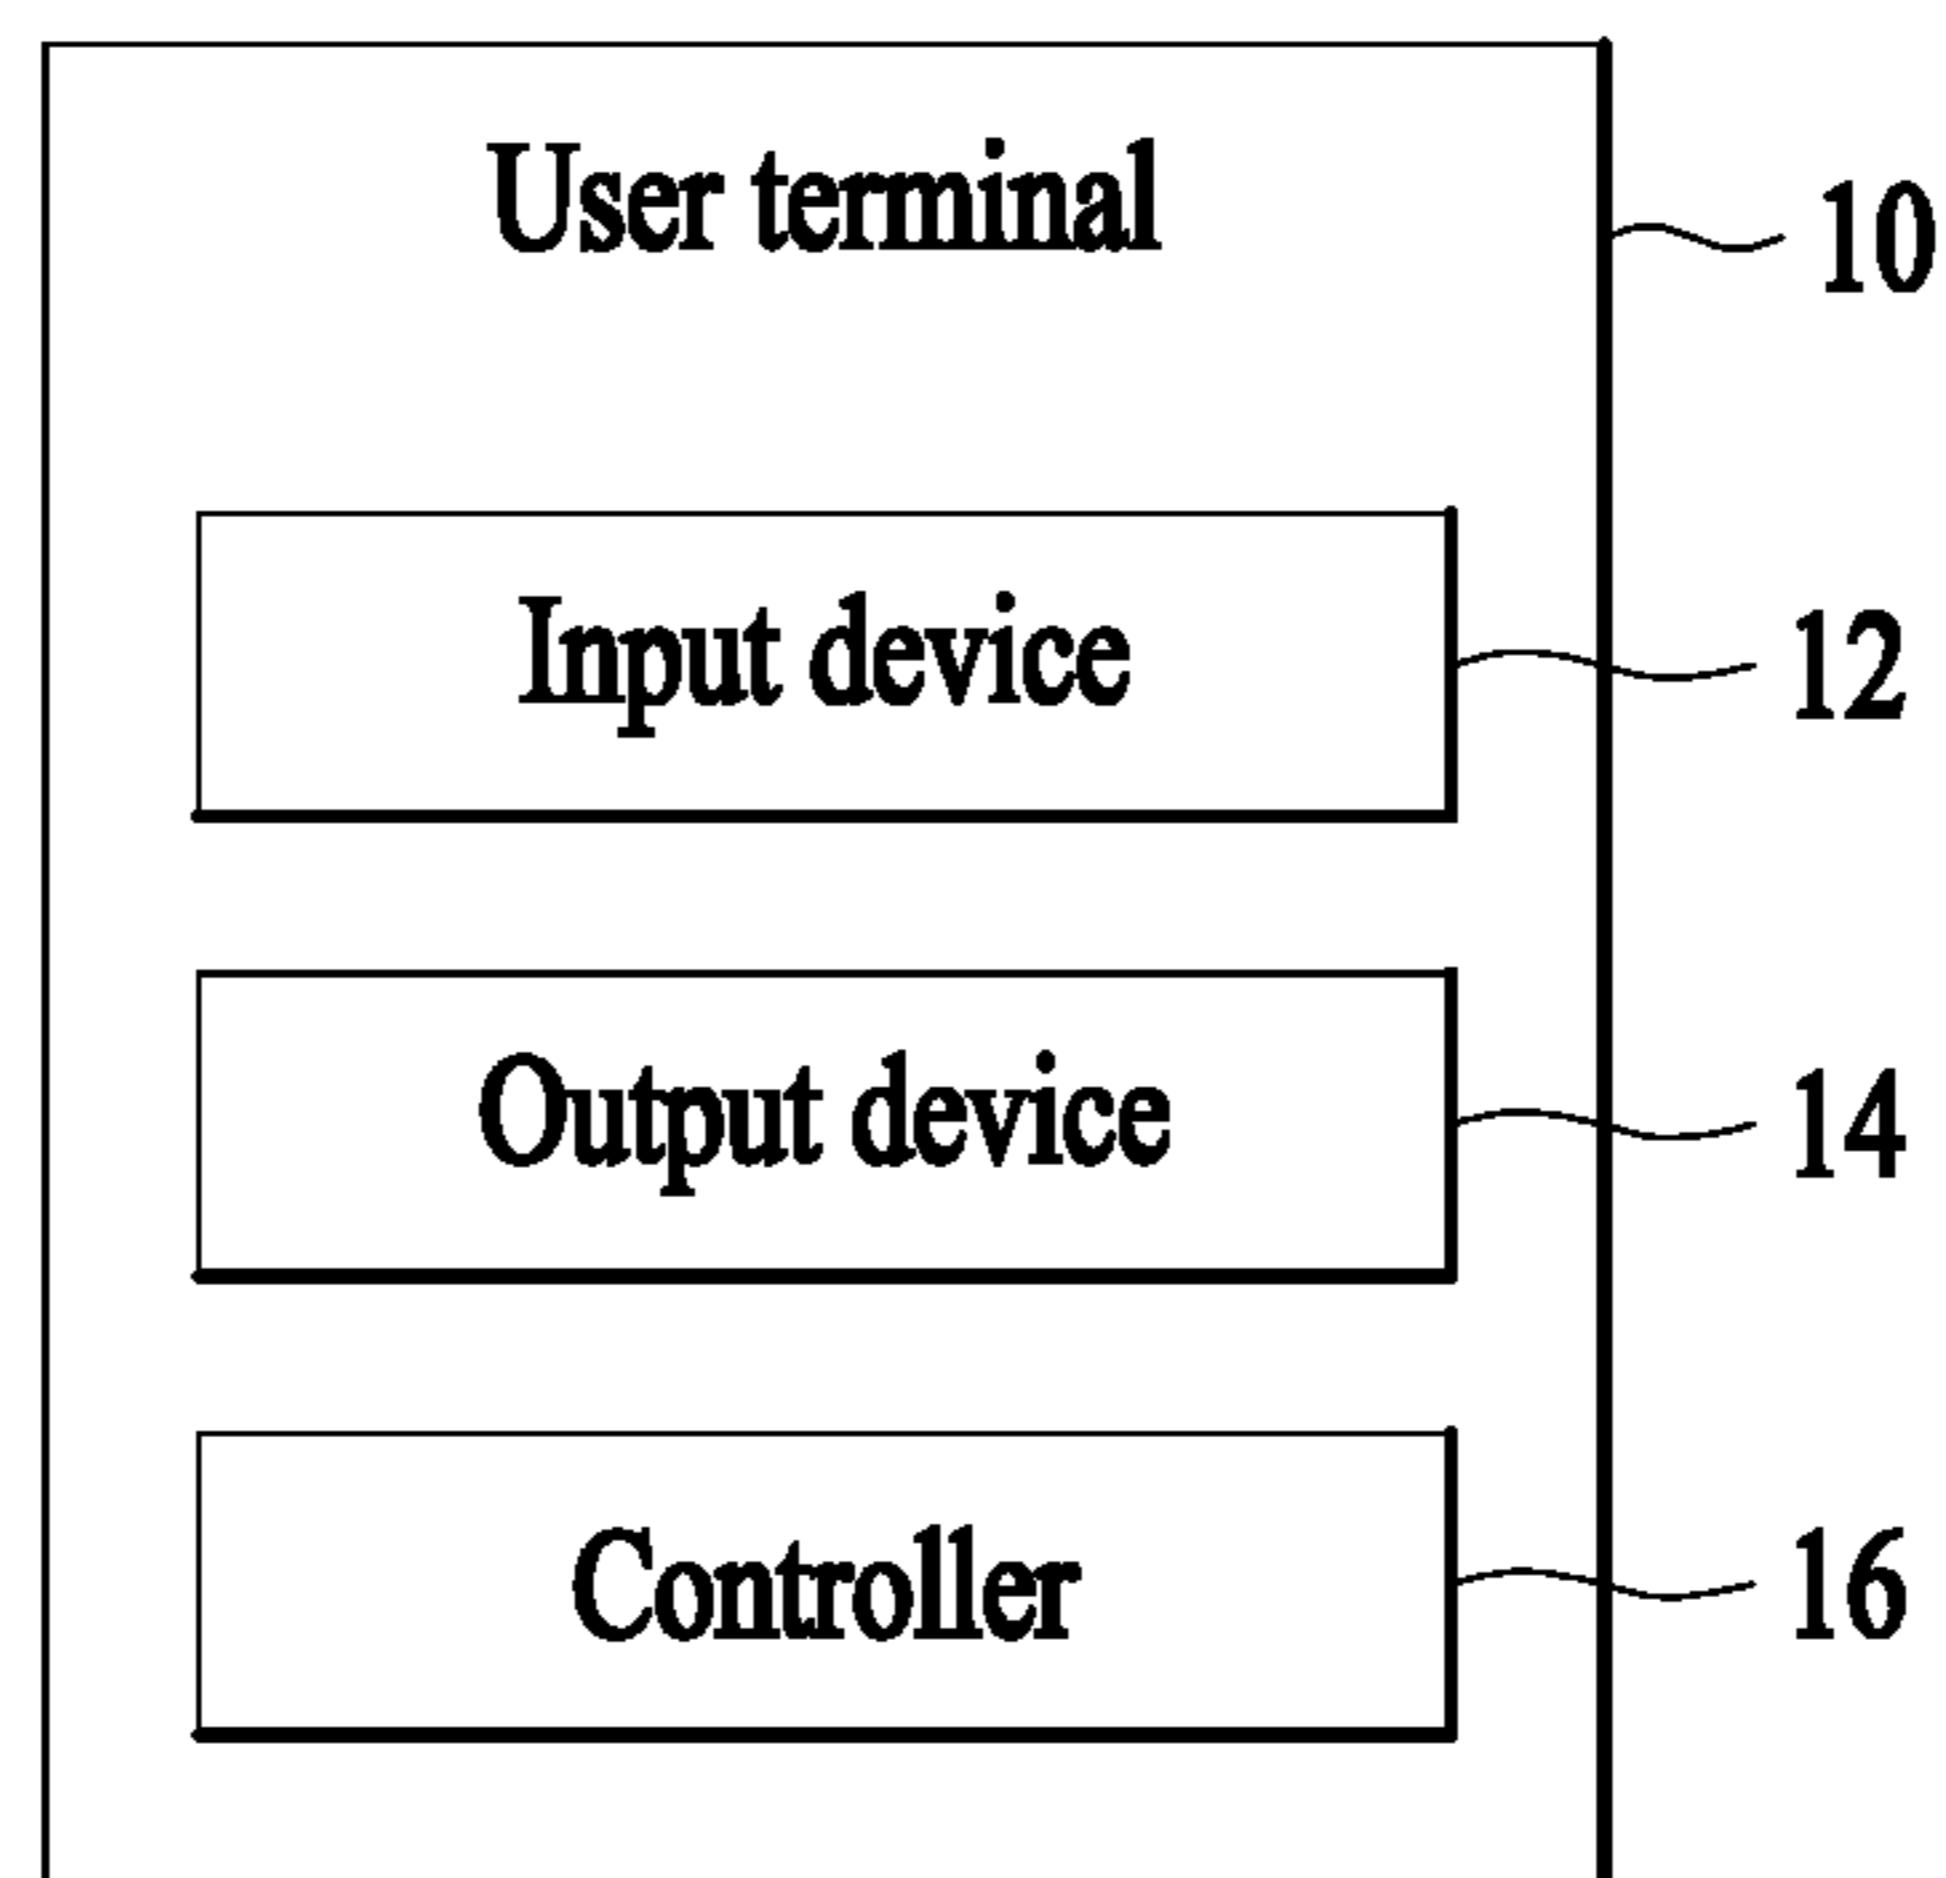 User terminal
10
Input device
12
Output device
14
Controller
16